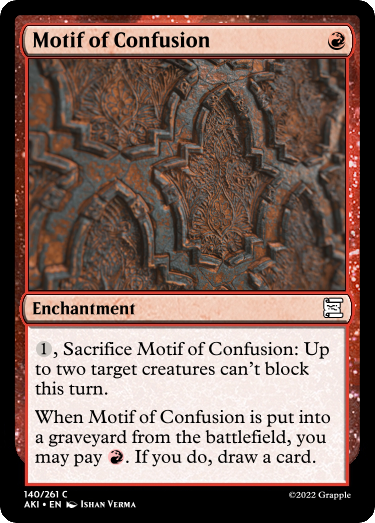 Motif of Confusion
Enchantment
1, Sacrifice Motif of Confusion: Up
to two target creatures can't block
this turn.
When Motif of Confusion is put into
a graveyard from the battlefield, you
may pay . If you do, draw a card.
140/261 C
©2022 Grapple
AKI • EN Ishan Verma